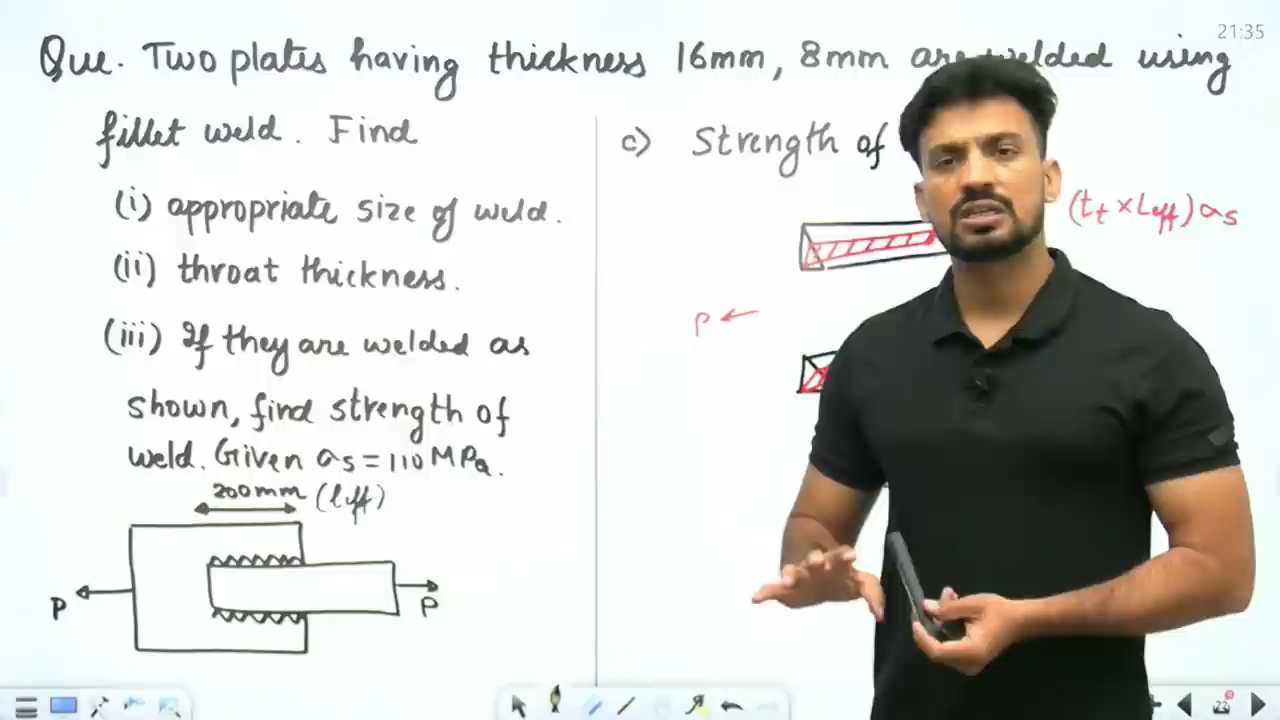 21:35
Que. Two plates having thickness 16mm, 8mm are welded using
fillet weld. Find
(i) appropriate size of weld.
(ii) throat thickness.
(iii) If they are welded as
shown, find strength of
weld. Given σs = 110 MPa.
200mm (leff)
P
P
c) Strength of
(tt × Leff) σs
P
23